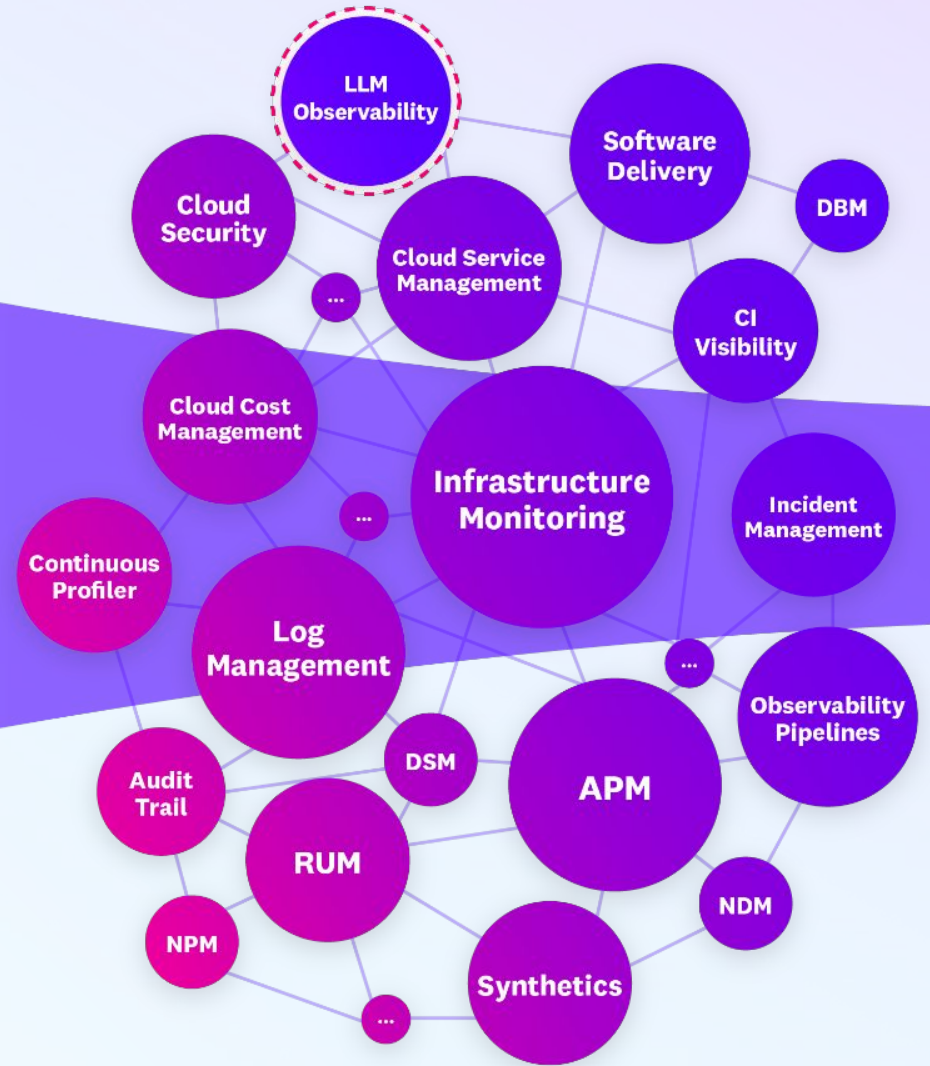 LLM
Observability
Software
Delivery
Cloud
Security
DBM
Cloud Service
Management
...
CI
Visibility
Cloud Cost
Management
Infrastructure
Monitoring
...
Incident
Management
Continuous
Profiler
Log
Management
...
Observability
Pipelines
DSM
APM
Audit
Trail
RUM
NDM
NPM
Synthetics
...